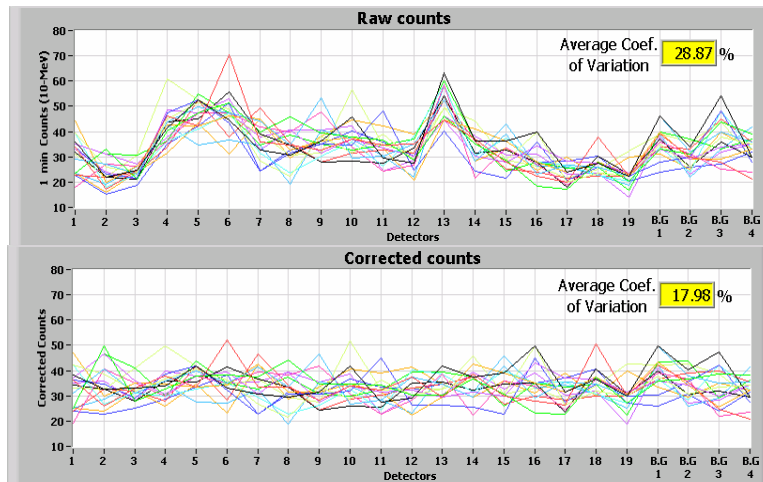 Raw counts
Average Coef. of Variation 28.87 %
1 min Counts (10-MeV)
80
70
60
50
40
30
20
10
1 2 3 4 5 6 7 8 9 10 11 12 13 14 15 16 17 18 19 B.G 1 B.G 2 B.G 3 B.G 4
Detectors
Corrected counts
Average Coef. of Variation 17.98 %
Corrected Counts
80
70
60
50
40
30
20
10
1 2 3 4 5 6 7 8 9 10 11 12 13 14 15 16 17 18 19 B.G 1 B.G 2 B.G 3 B.G 4
Detectors